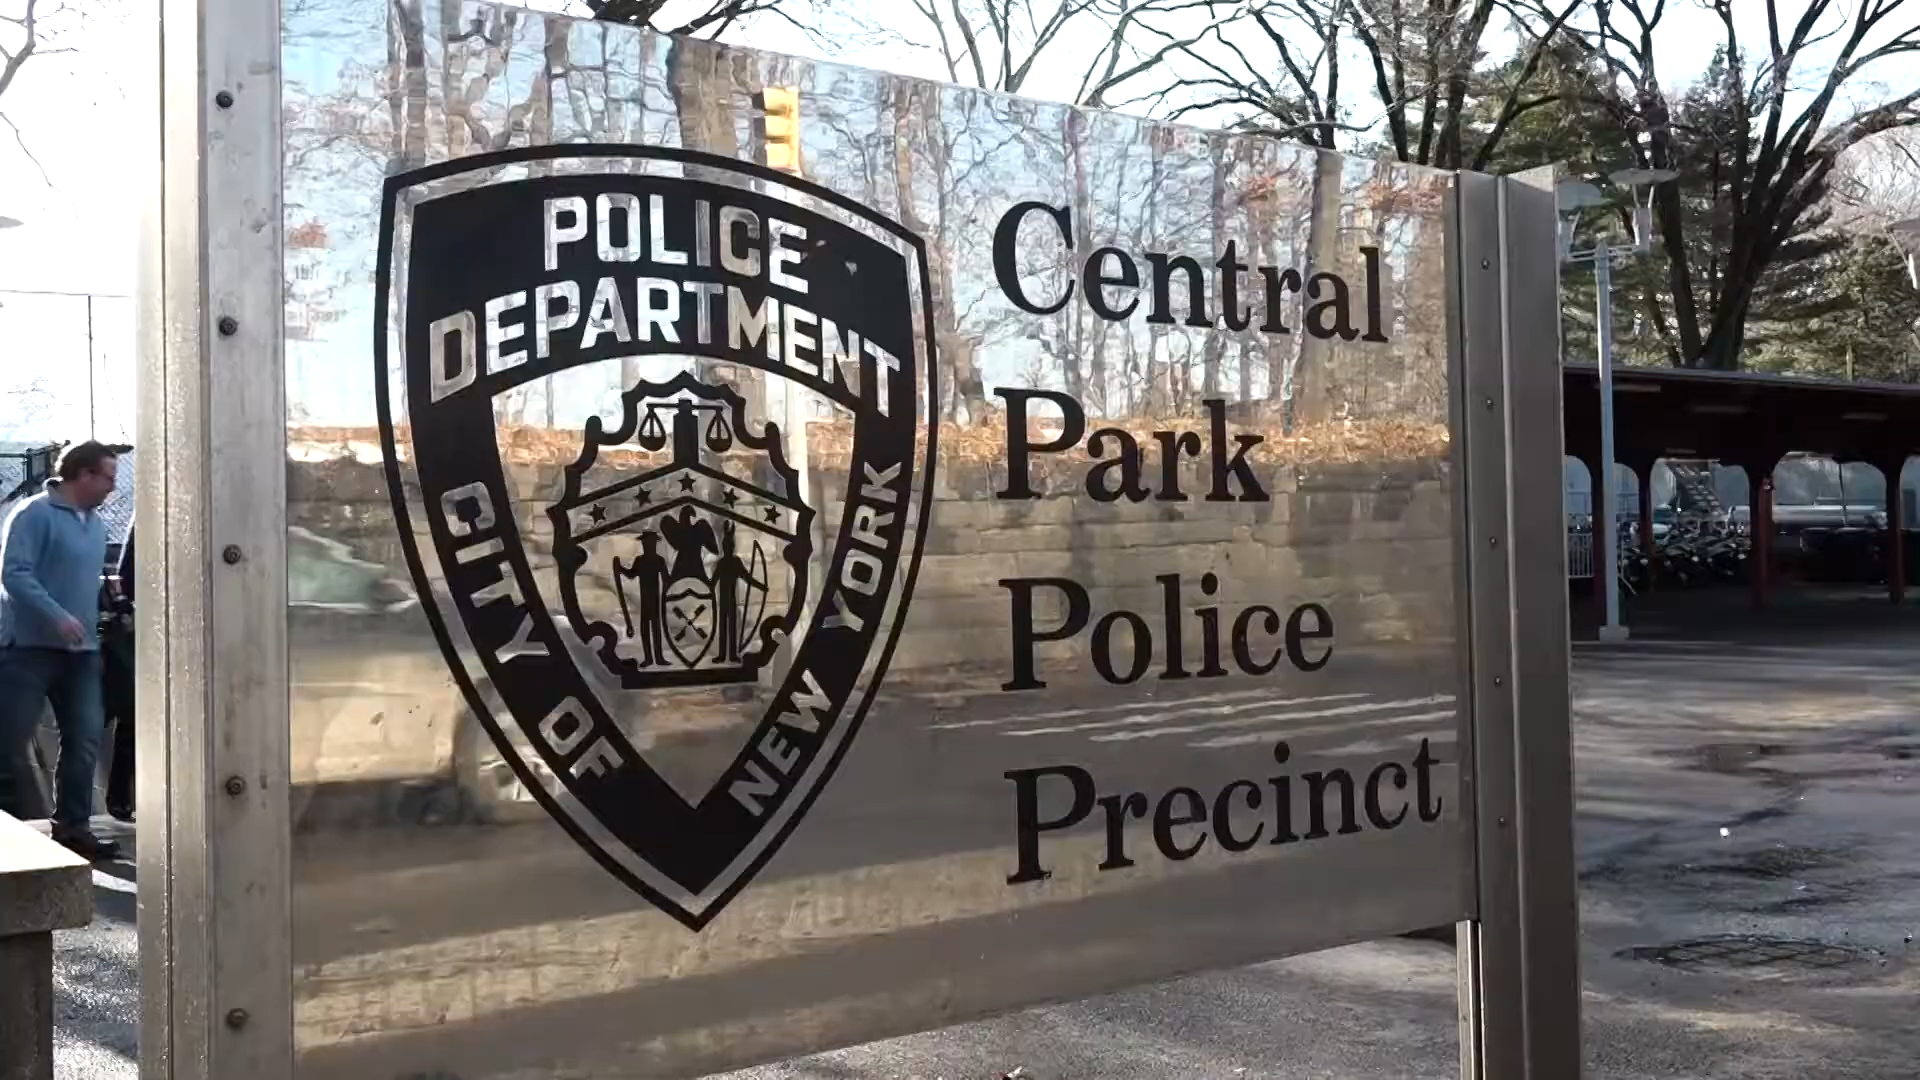 POLICE
DEPARTMENT
CITY OF
NEW YORK
Central
Park
Police
Precinct